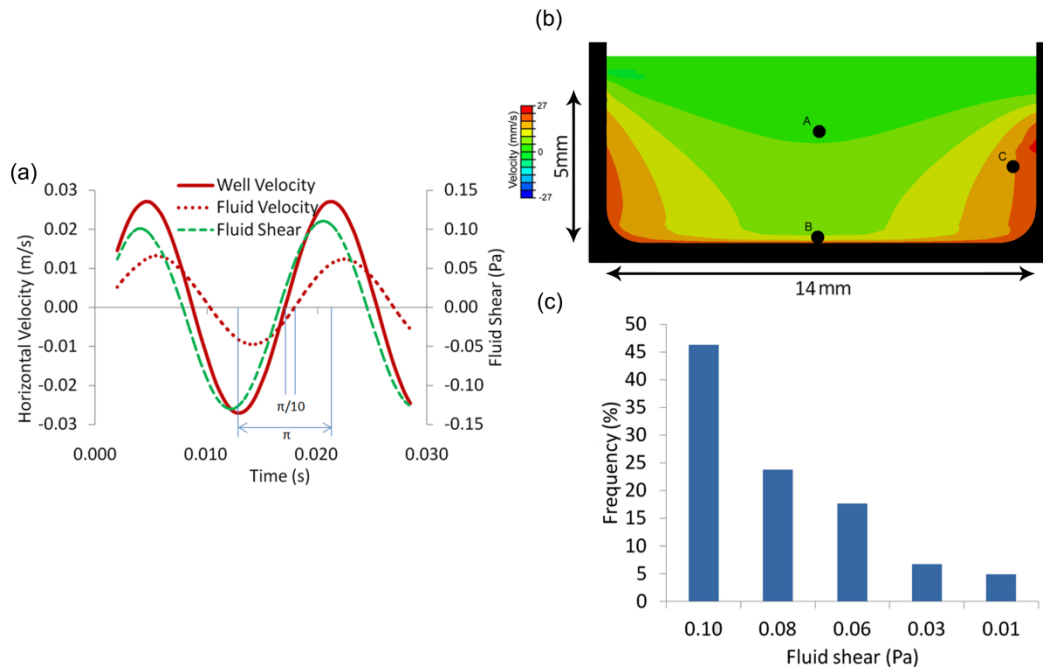 (a)
Well Velocity
Fluid Velocity
Fluid Shear
Horizontal Velocity (m/s)
0.03
0.02
0.01
0.00
-0.01
-0.02
-0.03
Fluid Shear (Pa)
0.15
0.10
0.05
0.00
-0.05
-0.10
-0.15
π/10
π
0.000
0.010
0.020
0.030
Time (s)
(b)
Velocity (mm/s)
27
0
-27
5mm
A
B
C
14mm
(c)
Frequency (%)
50
45
40
35
30
25
20
15
10
5
0
0.10
0.08
0.06
0.03
0.01
Fluid shear (Pa)